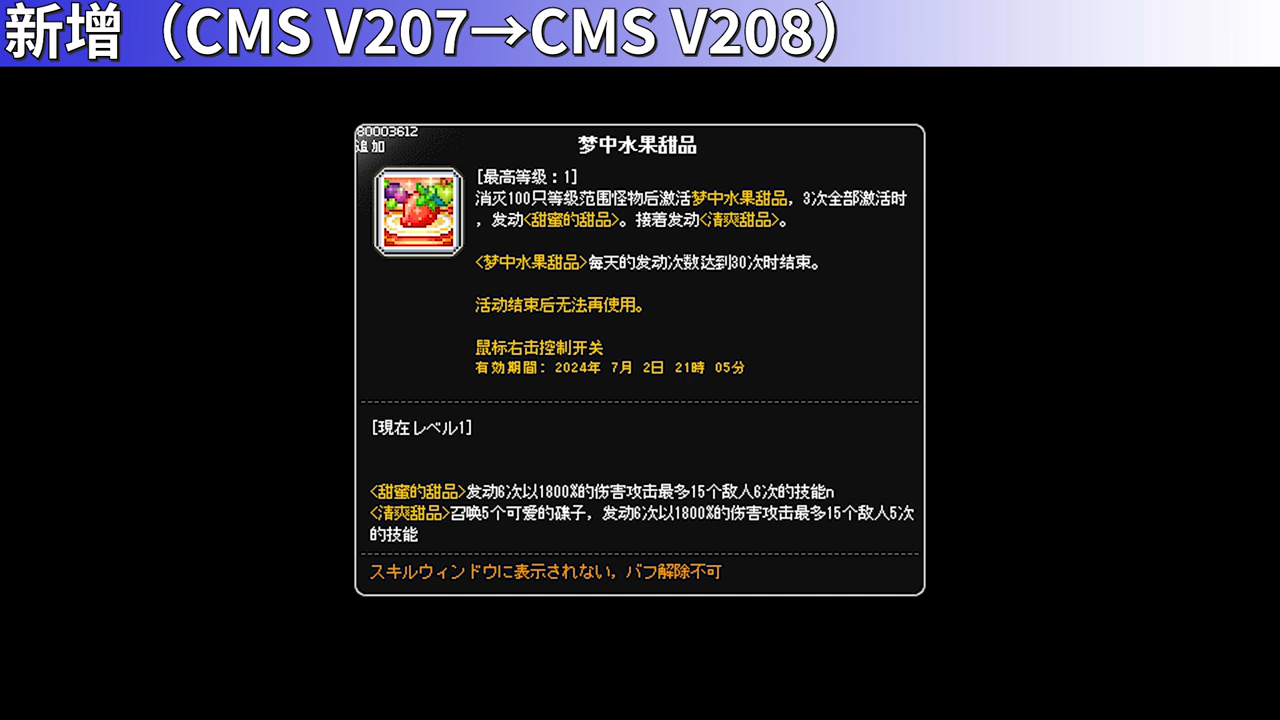 新增（CMS V207→CMS V208）
80003612
追加
梦中水果甜品
[最高等级：1]
消灭100只等级范围怪物后激活梦中水果甜品，3次全部激活时
，发动<甜蜜的甜品>。接着发动<清爽甜品>。
<梦中水果甜品>每天的发动次数达到30次时结束。
活动结束后无法再使用。
鼠标右击控制开关
有効期間: 2024年 7月 2日 21時 05分
[現在レベル1]
<甜蜜的甜品>发动6次以1800%的伤害攻击最多15个敌人6次的技能n
<清爽甜品>召唤5个可爱的碟子，发动6次以1800%的伤害攻击最多15个敌人5次
的技能
スキルウィンドウに表示されない，バフ解除不可